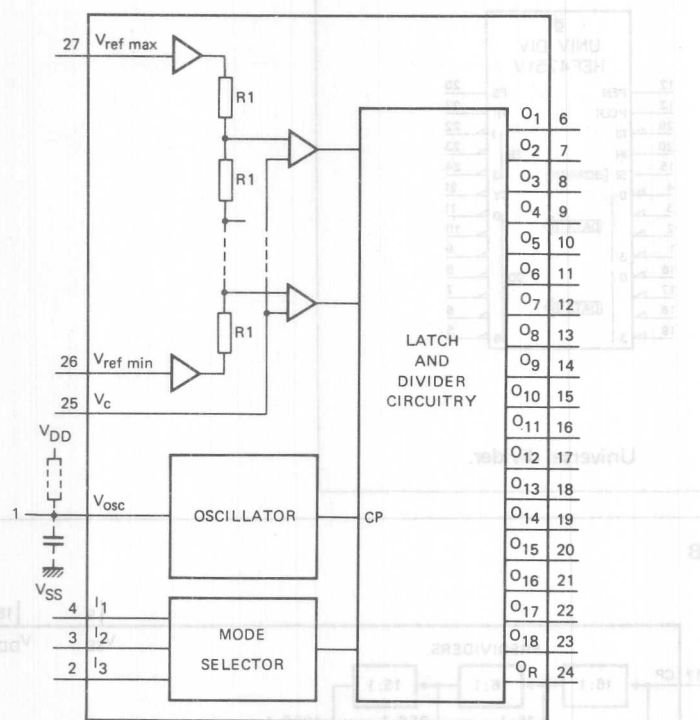 27 Vref max
R1
R1
R1
26 Vref min
25 Vc
LATCH
AND
DIVIDER
CIRCUITRY
VDD
1 Vosc
OSCILLATOR
CP
VSS
4 I1
3 I2
2 I3
MODE
SELECTOR
O1 6
O2 7
O3 8
O4 9
O5 10
O6 11
O7 12
O8 13
O9 14
O10 15
O11 16
O12 17
O13 18
O14 19
O15 20
O16 21
O17 22
O18 23
OR 24